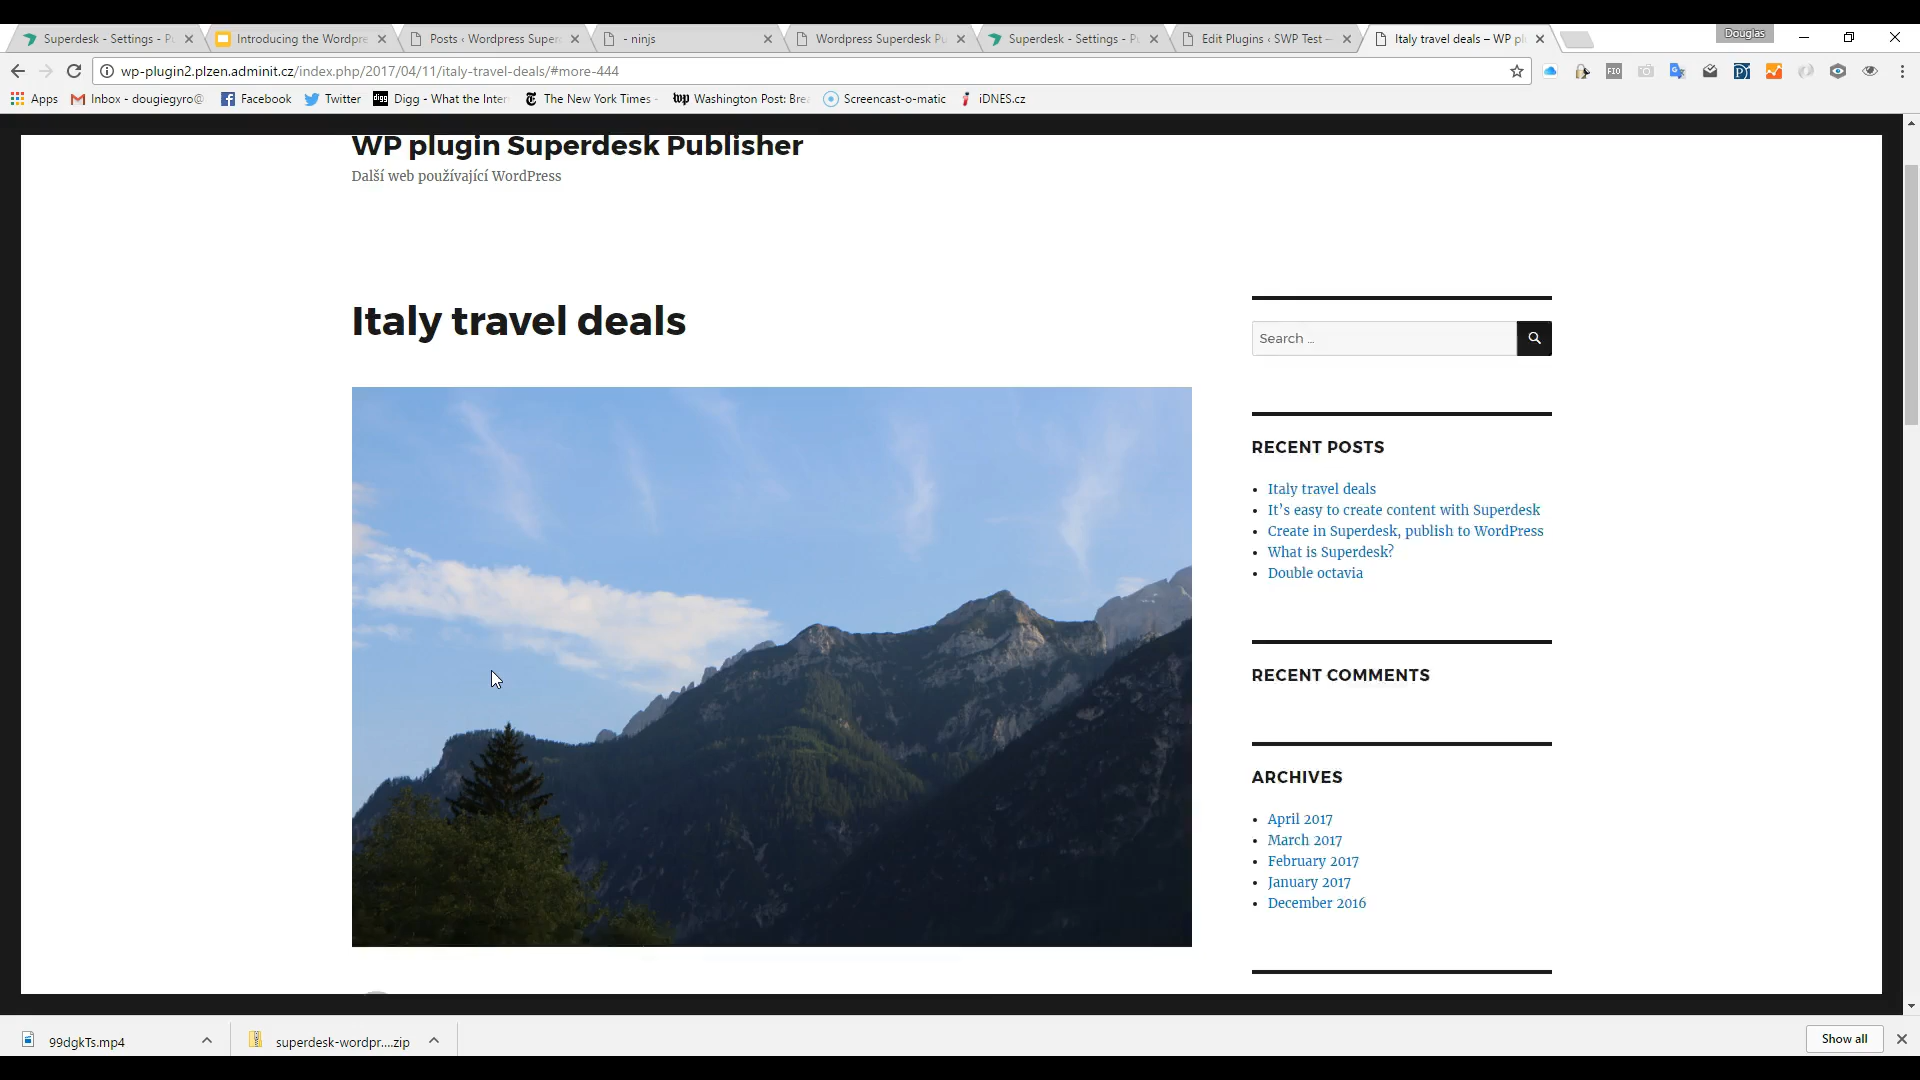 Superdesk - Settings - P
Introducing the Wordpre
Posts ‹ Wordpress Super
- ninjs
Wordpress Superdesk Pu
Superdesk - Settings - P
Edit Plugins ‹ SWP Test —
Italy travel deals – WP pl
Douglas
wp-plugin2.plzen.adminit.cz/index.php/2017/04/11/italy-travel-deals/#more-444
Apps
Inbox - dougiegyro@
Facebook
Twitter
digg Digg - What the Inter
The New York Times -
wp Washington Post: Bre
Screencast-o-matic
iDNES.cz
FIO
WP plugin Superdesk Publisher
Další web používající WordPress
Italy travel deals
Search …
RECENT POSTS
Italy travel deals
It’s easy to create content with Superdesk
Create in Superdesk, publish to WordPress
What is Superdesk?
Double octavia
RECENT COMMENTS
ARCHIVES
April 2017
March 2017
February 2017
January 2017
December 2016
99dgkTs.mp4
superdesk-wordpr....zip
Show all